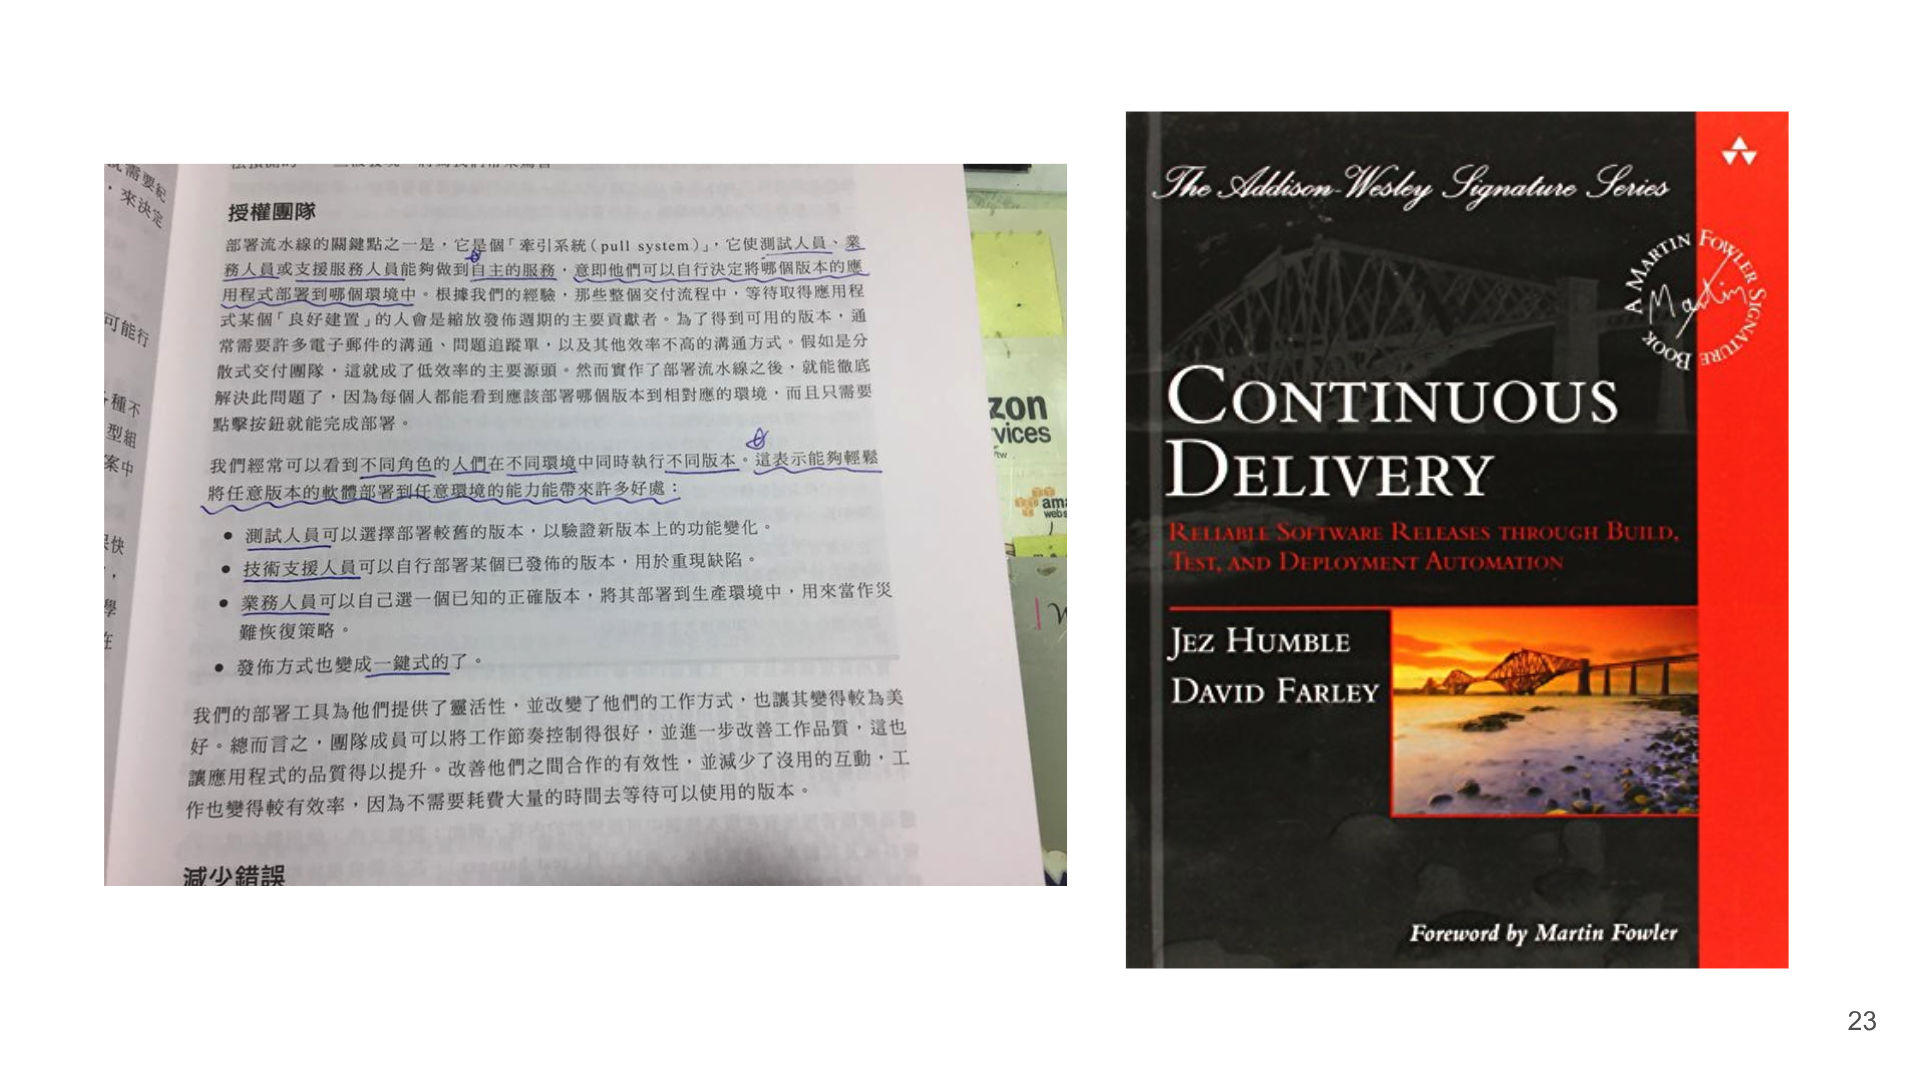 就需要紀
，來決定
可能行
各種不
型組
案中
快
學
在
授權團隊
部署流水線的關鍵點之一是，它是個「牽引系統（pull system）」，它使測試人員、業
務人員或支援服務人員能夠做到自主的服務，意即他們可以自行決定將哪個版本的應
用程式部署到哪個環境中。根據我們的經驗，那些整個交付流程中，等待取得應用程
式某個「良好建置」的人會是縮放發佈週期的主要貢獻者。為了得到可用的版本，通
常需要許多電子郵件的溝通、問題追蹤單，以及其他效率不高的溝通方式。假如是分
散式交付團隊，這就成了低效率的主要源頭。然而實作了部署流水線之後，就能徹底
解決此問題了，因為每個人都能看到應該部署哪個版本到相對應的環境，而且只需要
點擊按鈕就能完成部署。
我們經常可以看到不同角色的人們在不同環境中同時執行不同版本。這表示能夠輕鬆
將任意版本的軟體部署到任意環境的能力能帶來許多好處：
● 測試人員可以選擇部署較舊的版本，以驗證新版本上的功能變化。
● 技術支援人員可以自行部署某個已發佈的版本，用於重現缺陷。
● 業務人員可以自己選一個已知的正確版本，將其部署到生產環境中，用來當作災
難恢復策略。
● 發佈方式也變成一鍵式的了。
我們的部署工具為他們提供了靈活性，並改變了他們的工作方式，也讓其變得較為美
好。總而言之，團隊成員可以將工作節奏控制得很好，並進一步改善工作品質，這也
讓應用程式的品質得以提升。改善他們之間合作的有效性，並減少了沒用的互動，工
作也變得較有效率，因為不需要耗費大量的時間去等待可以使用的版本。
減少錯誤
zon
vices
ama
webs
The Addison-Wesley Signature Series
A MARTIN FOWLER SIGNATURE BOOK
Martin
CONTINUOUS
DELIVERY
RELIABLE SOFTWARE RELEASES THROUGH BUILD,
TEST, AND DEPLOYMENT AUTOMATION
JEZ HUMBLE
DAVID FARLEY
Foreword by Martin Fowler
23